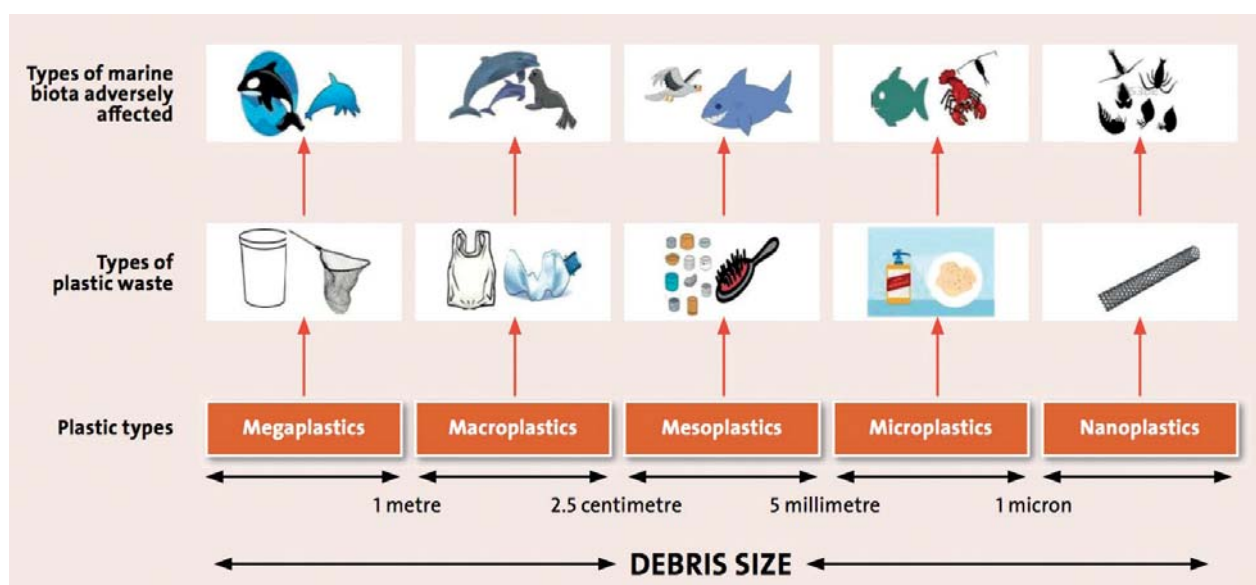 Types of marine
biota adversely
affected
Types of
plastic waste
Plastic types
Megaplastics
Macroplastics
Mesoplastics
Microplastics
Nanoplastics
1 metre
2.5 centimetre
5 millimetre
1 micron
DEBRIS SIZE